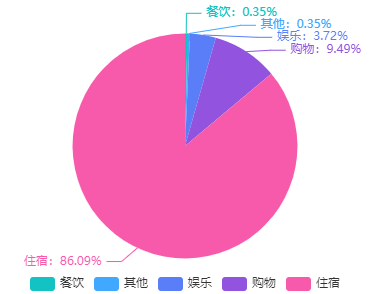 餐饮：0.35%
其他：0.35%
娱乐：3.72%
购物：9.49%
住宿：86.09%
餐饮 其他 娱乐 购物 住宿